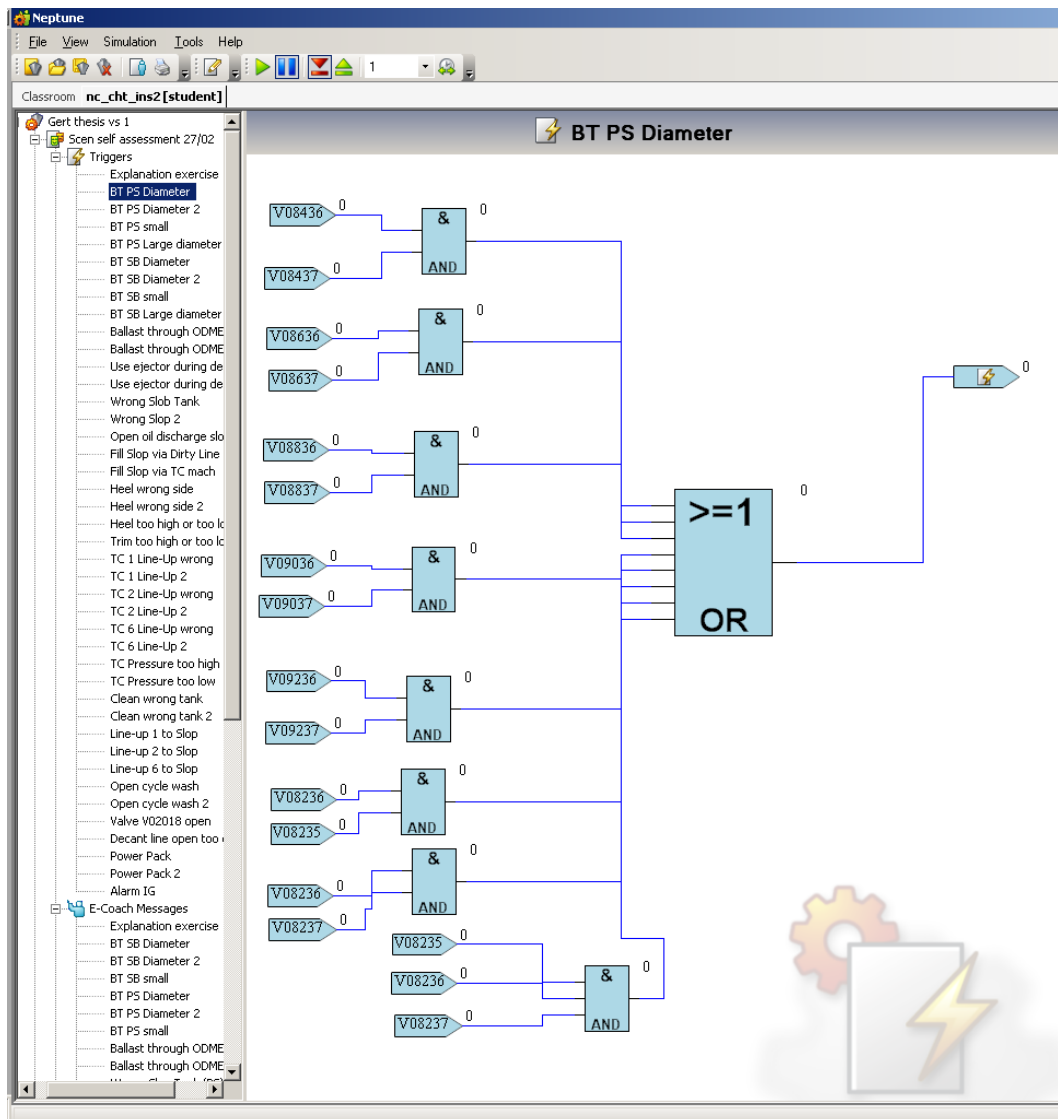 Neptune
File View Simulation Tools Help
1
Classroom nc_cht_ins2[student]
Gert thesis vs 1
Scen self assessment 27/02
Triggers
Explanation exercise
BT PS Diameter
BT PS Diameter 2
BT PS small
BT PS Large diameter
BT SB Diameter
BT SB Diameter 2
BT SB small
BT SB Large diameter
Ballast through ODME
Ballast through ODME
Use ejector during de
Use ejector during de
Wrong Slob Tank
Wrong Slop 2
Open oil discharge slo
Fill Slop via Dirty Line
Fill Slop via TC mach
Heel wrong side
Heel wrong side 2
Heel too high or too lo
Trim too high or too lo
TC 1 Line-Up wrong
TC 1 Line-Up 2
TC 2 Line-Up wrong
TC 2 Line-Up 2
TC 6 Line-Up wrong
TC 6 Line-Up 2
TC Pressure too high
TC Pressure too low
Clean wrong tank
Clean wrong tank 2
Line-up 1 to Slop
Line-up 2 to Slop
Line-up 6 to Slop
Open cycle wash
Open cycle wash 2
Valve V02018 open
Decant line open too
Power Pack
Power Pack 2
Alarm IG
E-Coach Messages
Explanation exercise
BT SB Diameter
BT SB Diameter 2
BT SB small
BT PS Diameter
BT PS Diameter 2
BT PS small
Ballast through ODME
Ballast through ODME
BT PS Diameter
V08436 0
& 0
AND
V08437 0
V08636 0
& 0
AND
V08637 0
V08836 0
& 0
AND
V08837 0
V09036 0
& 0
AND
V09037 0
V09236 0
& 0
AND
V09237 0
V08236 0
& 0
AND
V08235 0
V08236 0
& 0
AND
V08237 0
V08235 0
V08236 0
& 0
AND
V08237 0
>=1 0
OR
0